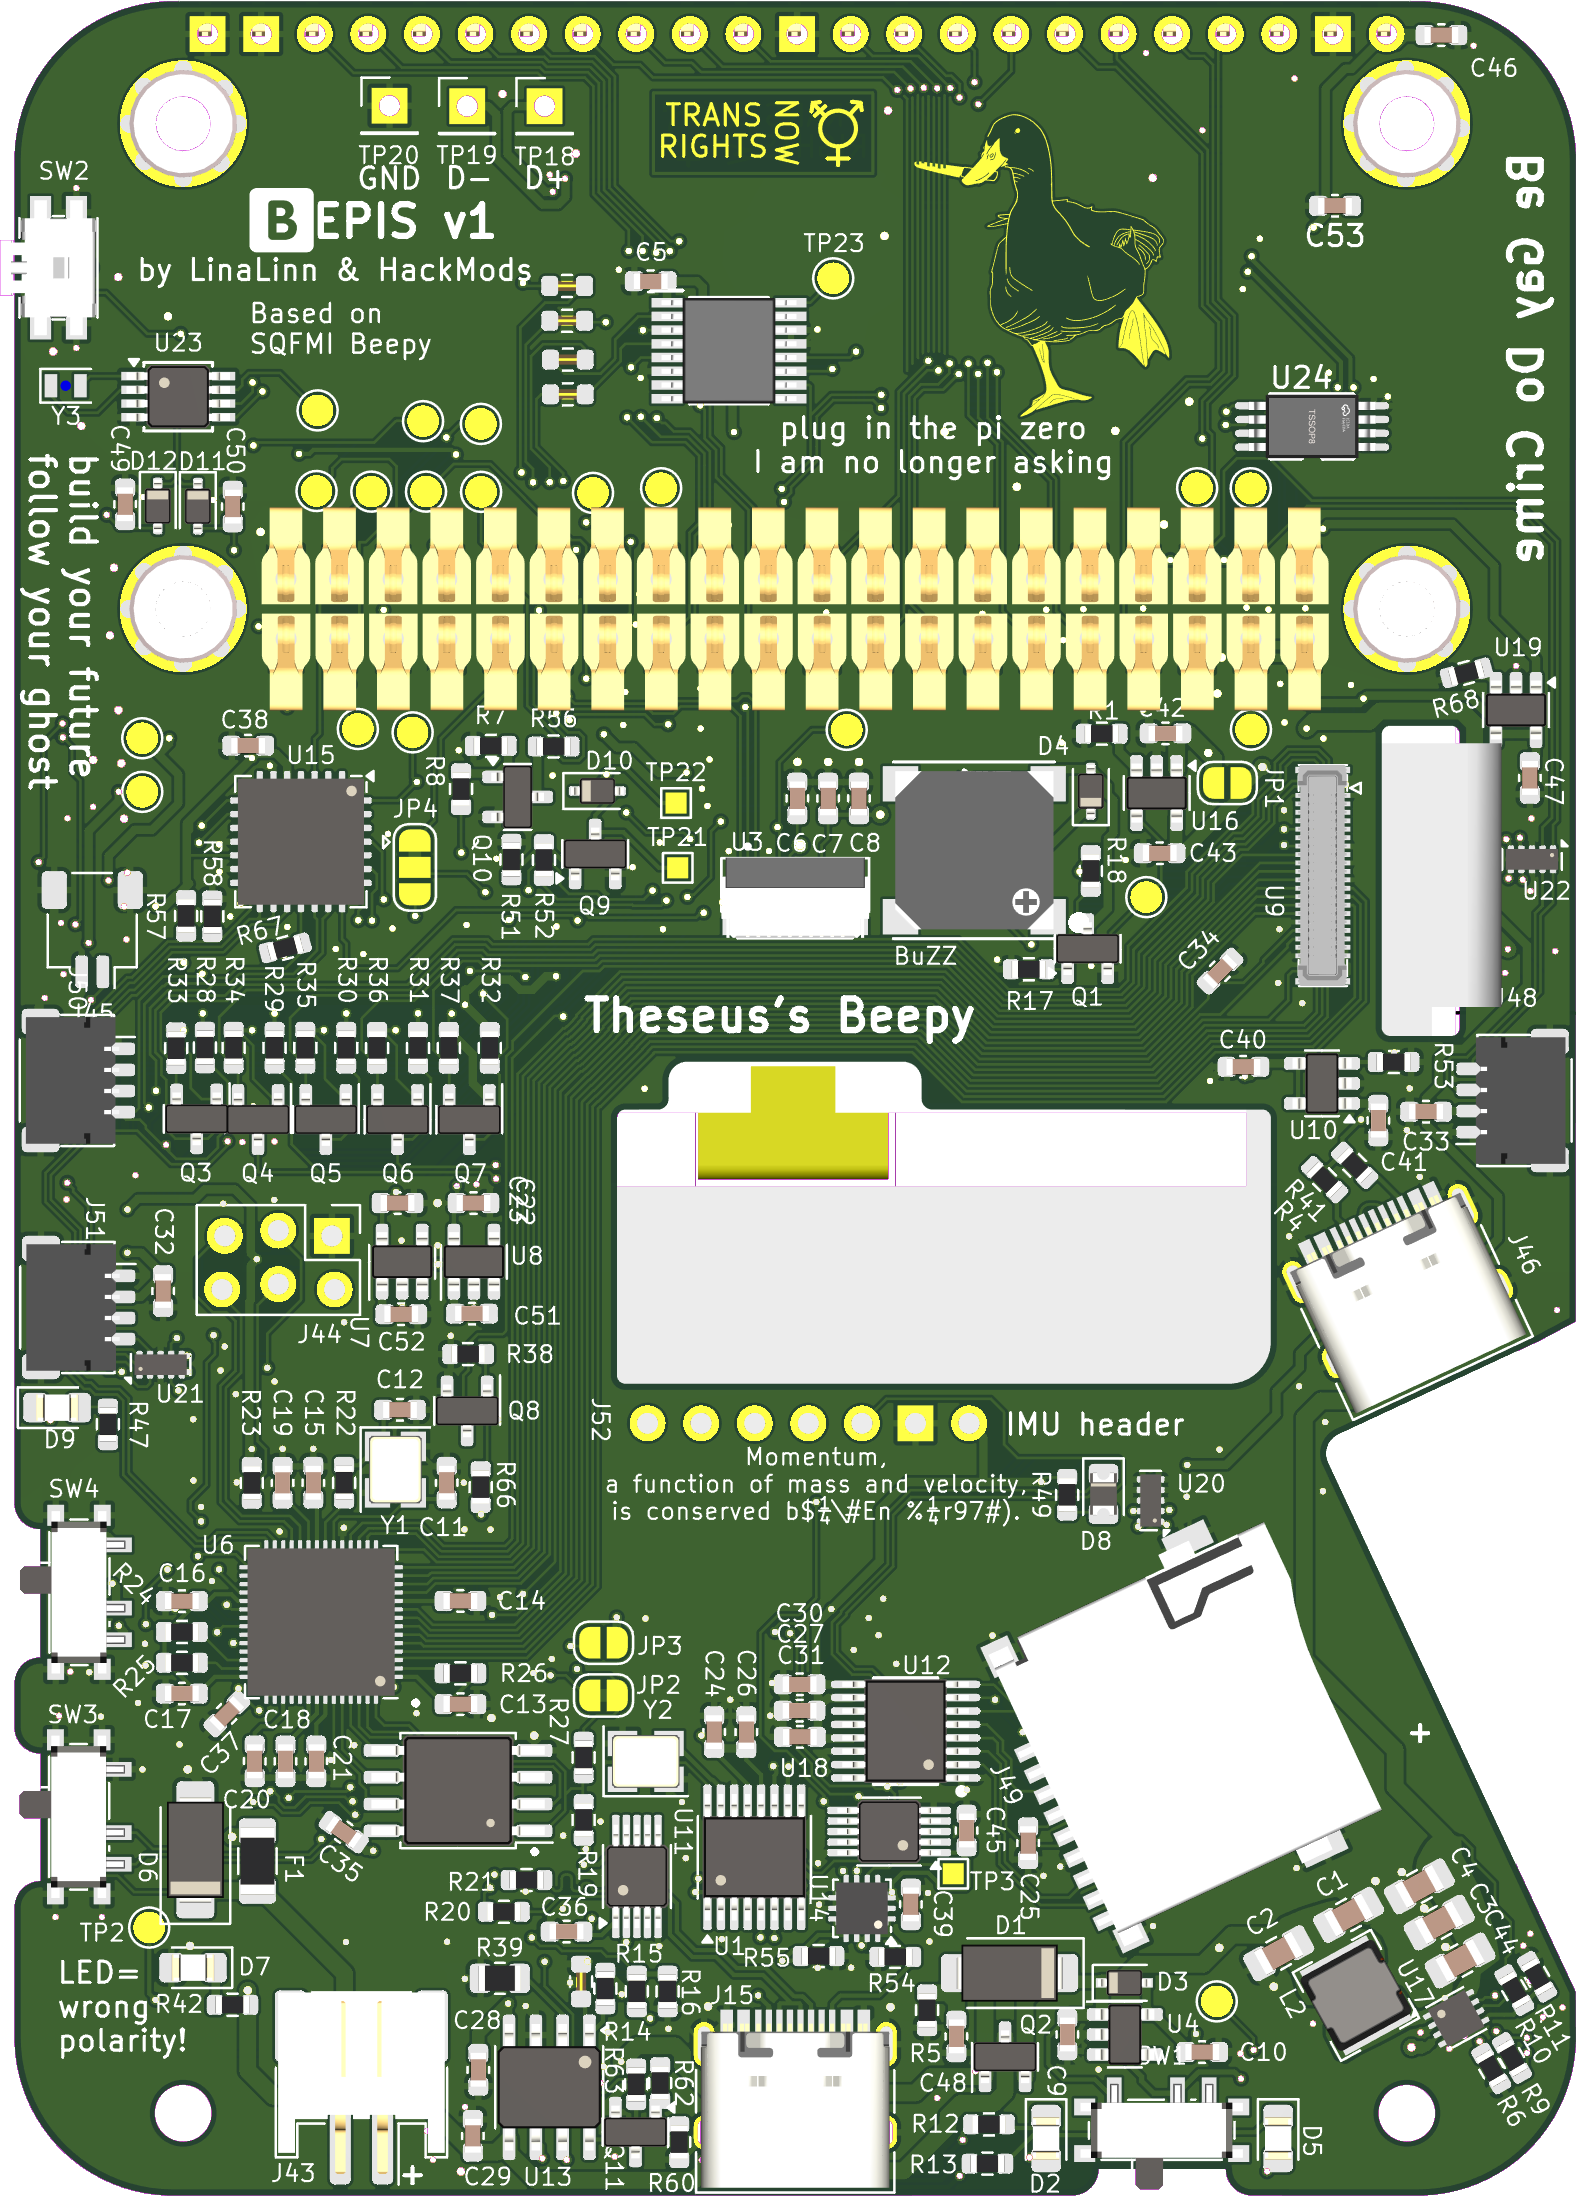 C46
TRANS
RIGHTS
NOW
TP20
GND
TP19
D-
TP18
D+
SW2
BEPIS v1
by LinaLinn & HackMods
Based on
SQFMI Beepy
C5
TP23
C53
Be Gay Do Crime
U23
Y3
U24
TSSOP8
plug in the pi zero
I am no longer asking
C49
D12
D11
C50
build your future
follow your ghost
U19
R68
C38
U15
R7
R56
R8
D10
TP22
JP4
TP21
U3
C6
C7
C8
D4
R1
C42
U16
JP1
C47
C43
R18
U9
U22
R58
R57
R67
Q10
R51
R52
Q9
BuZZ
R17
Q1
C34
J50
J45
J48
R33
R28
R34
R29
R35
R30
R36
R31
R37
R32
Theseus's Beepy
C40
R53
U10
C33
C41
R41
R4
J46
Q3
Q4
Q5
Q6
Q7
J51
C32
C23
U8
J44
U7
C52
C51
R38
U21
D9
R47
R23
C19
C15
R22
C12
Q8
J52
IMU header
Momentum,
a function of mass and velocity,
is conserved b$¼\#En %¼r97#).
R49
U20
D8
SW4
Y1
C11
R66
U6
C16
R24
R25
C17
C14
R26
C13
JP3
JP2
Y2
C30
C27
C31
C24
C26
U12
U18
J49
SW3
C37
C18
C21
C20
R27
C35
D6
F1
U11
R19
R21
R20
C36
C45
TP3
C25
C39
U14
U1
R55
R54
TP2
LED=
wrong
polarity!
D7
R42
R39
R15
R16
J15
D1
D3
C1
C2
C4
C3
C44
U17
L2
R11
R10
R9
R6
C28
R14
R63
R62
R5
Q2
U4
C10
C48
C9
J43
+
C29
U13
Q11
R60
R12
R13
D2
D5
+